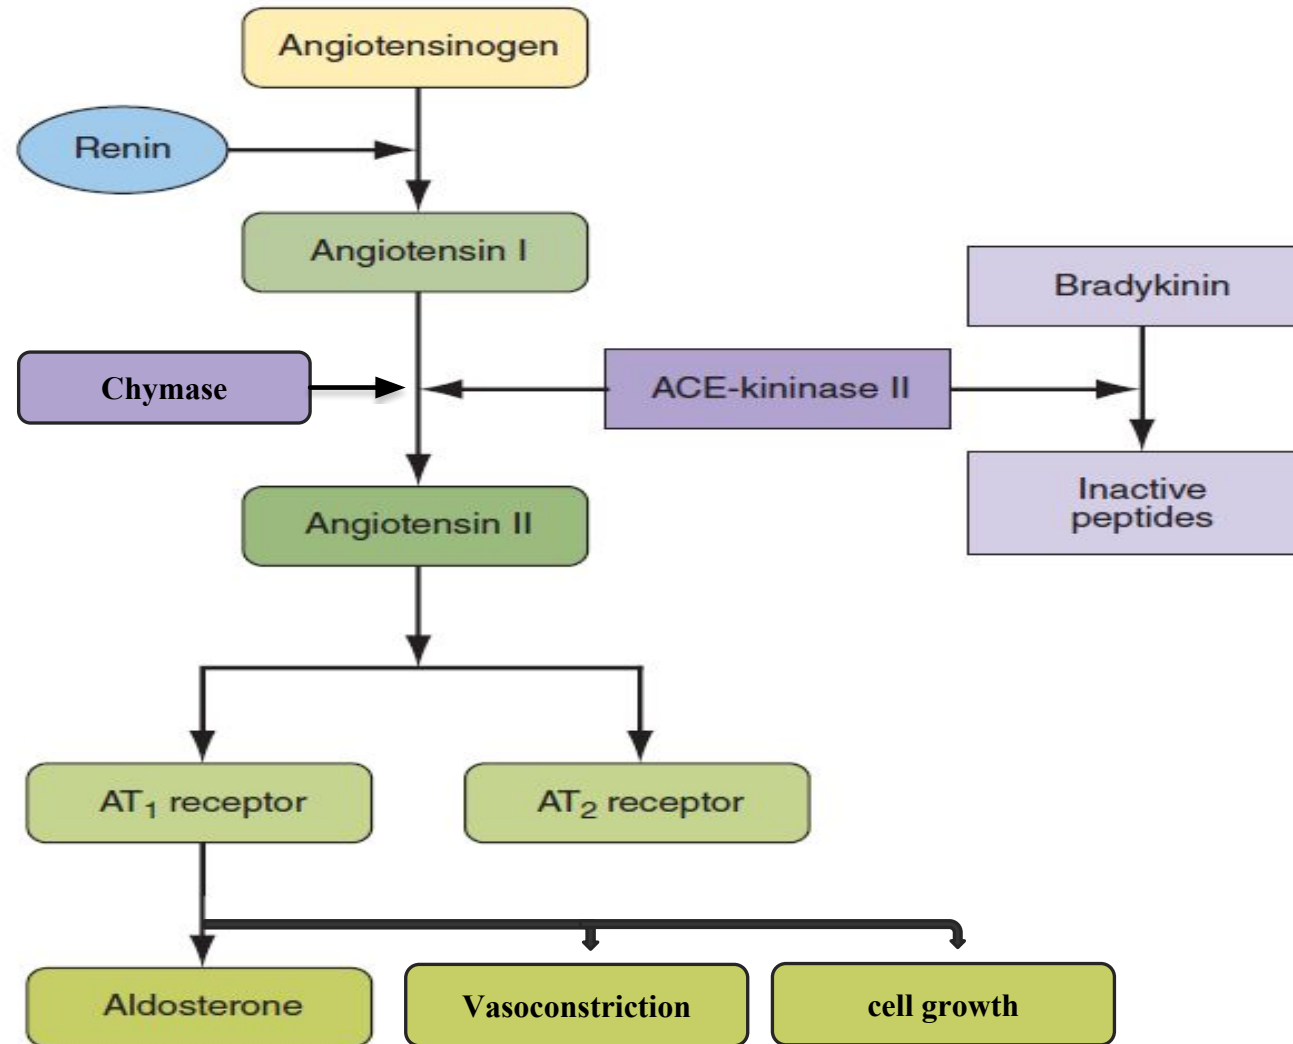 Angiotensinogen
Renin
Angiotensin I
Bradykinin
Chymase
ACE-kininase II
Angiotensin II
Inactive
peptides
AT₁ receptor
AT₂ receptor
Aldosterone
Vasoconstriction
cell growth